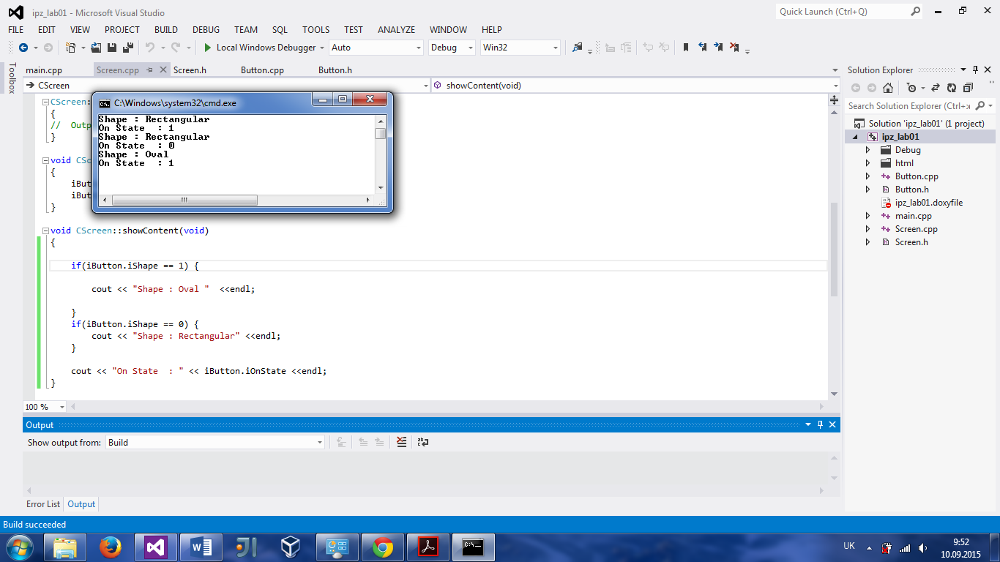 ipz_lab01 - Microsoft Visual Studio
Quick Launch (Ctrl+Q)
FILE EDIT VIEW PROJECT BUILD DEBUG TEAM SQL TOOLS TEST ANALYZE WINDOW HELP
Local Windows Debugger Auto Debug Win32
Toolbox
main.cpp Screen.cpp Screen.h Button.cpp Button.h
CScreen showContent(void)
C:\Windows\system32\cmd.exe
Shape : Rectangular
On State  : 1
Shape : Rectangular
On State  : 0
Shape : Oval
On State  : 1
CScreen:
{
//  Outp
}
void CSc
{
iBut
iBut
}
void CScreen::showContent(void)
{
if(iButton.iShape == 1) {
cout << "Shape : Oval "  <<endl;
}
if(iButton.iShape == 0) {
cout << "Shape : Rectangular" <<endl;
}
cout << "On State  : " << iButton.iOnState <<endl;
}
100 %
Solution Explorer
Search Solution Explorer (Ctrl+
Solution 'ipz_lab01' (1 project)
ipz_lab01
Debug
html
Button.cpp
Button.h
ipz_lab01.doxyfile
main.cpp
Screen.cpp
Screen.h
Output
Show output from: Build
Error List Output
Build succeeded
UK
9:52
10.09.2015